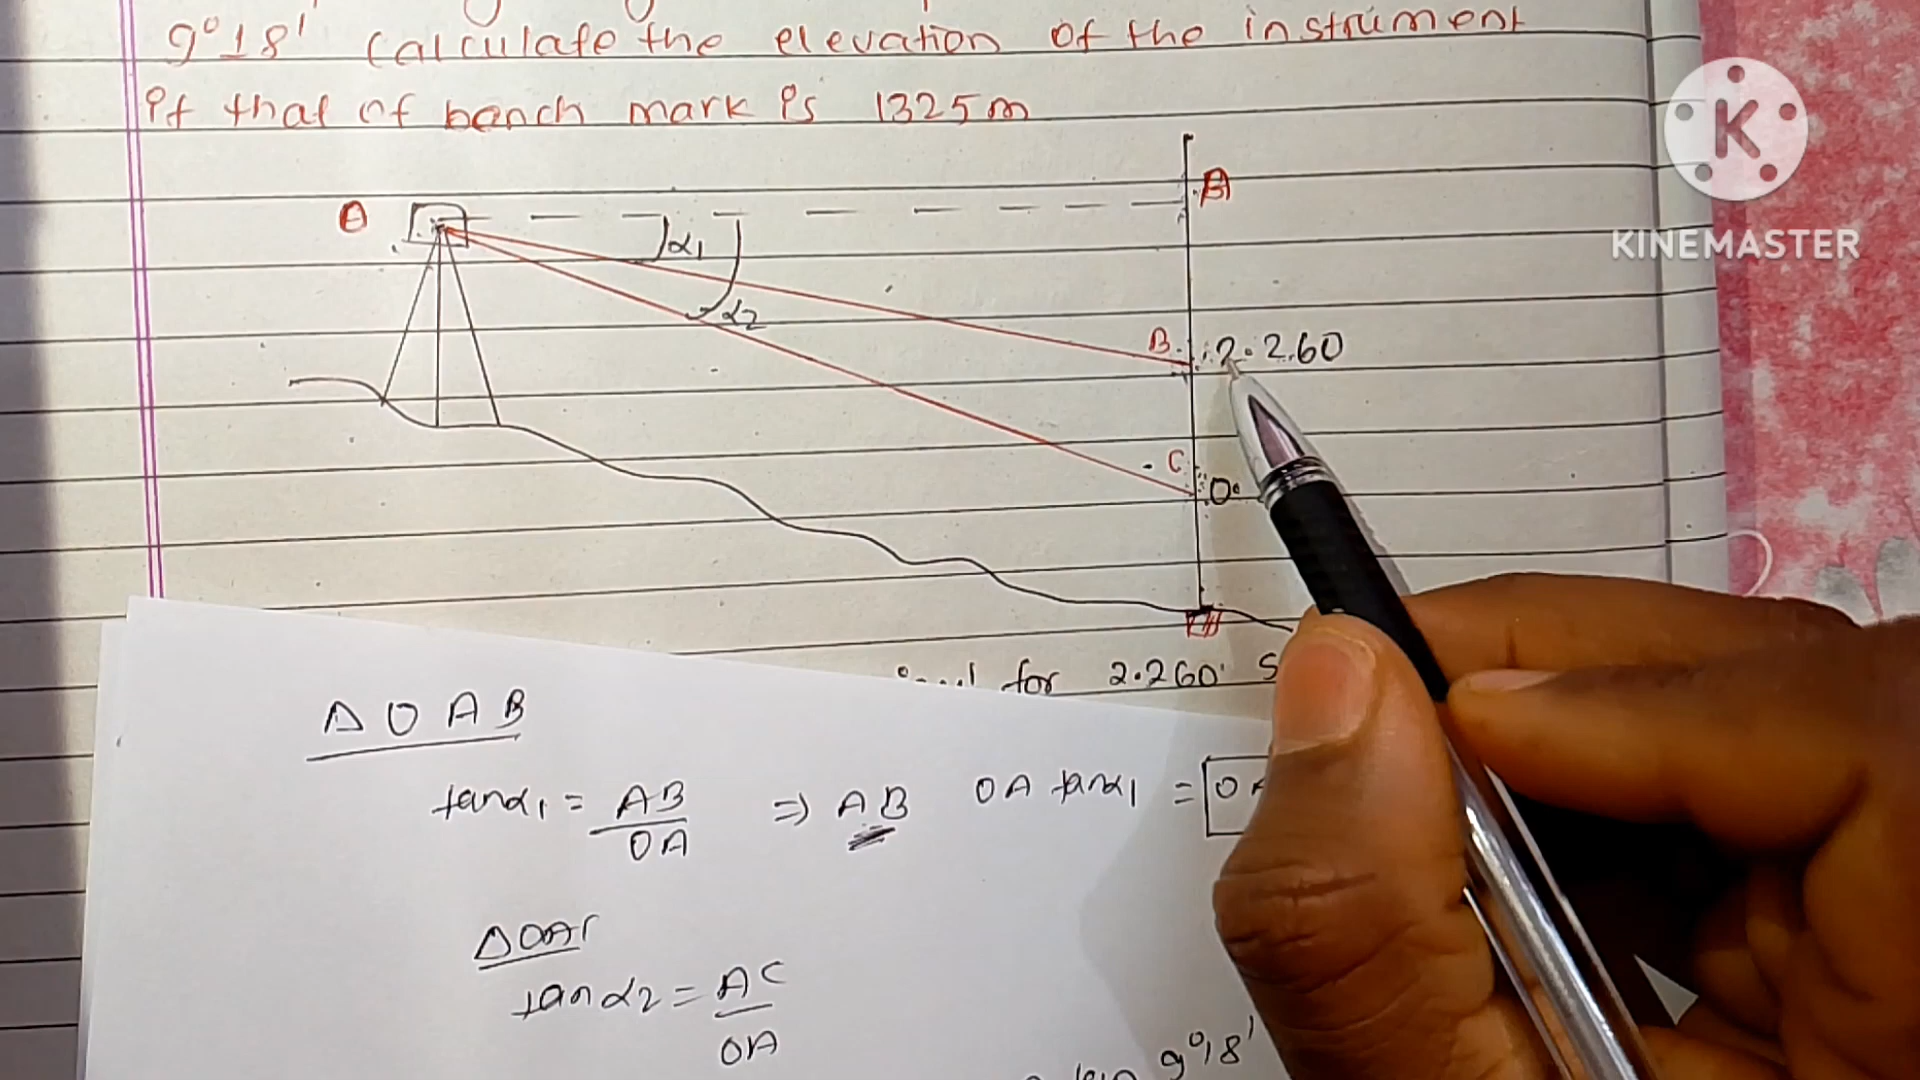 9°18' Calculate the elevation of the instrument
if that of bench mark is 1325m
K
KINEMASTER
A
O
α1
α2
B
2.260
C
0.
for 2.260 S
Δ O A B
tanα1 = AB / OA ⇒ AB OA tanα1 = O
ΔOAC
tanα2 = AC / OA
9°18'